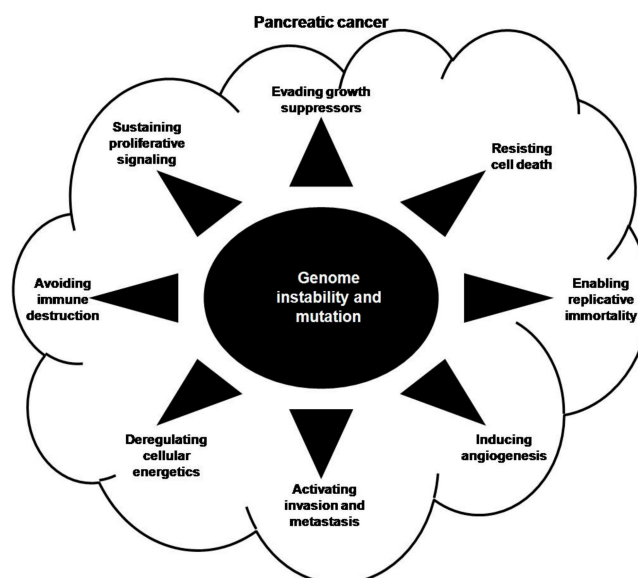 Pancreatic cancer
Evading growth
suppressors
Sustaining
proliferative
signaling
Resisting
cell death
Avoiding
immune
destruction
Genome
instability and
mutation
Enabling
replicative
immortality
Deregulating
cellular
energetics
Inducing
angiogenesis
Activating
invasion and
metastasis